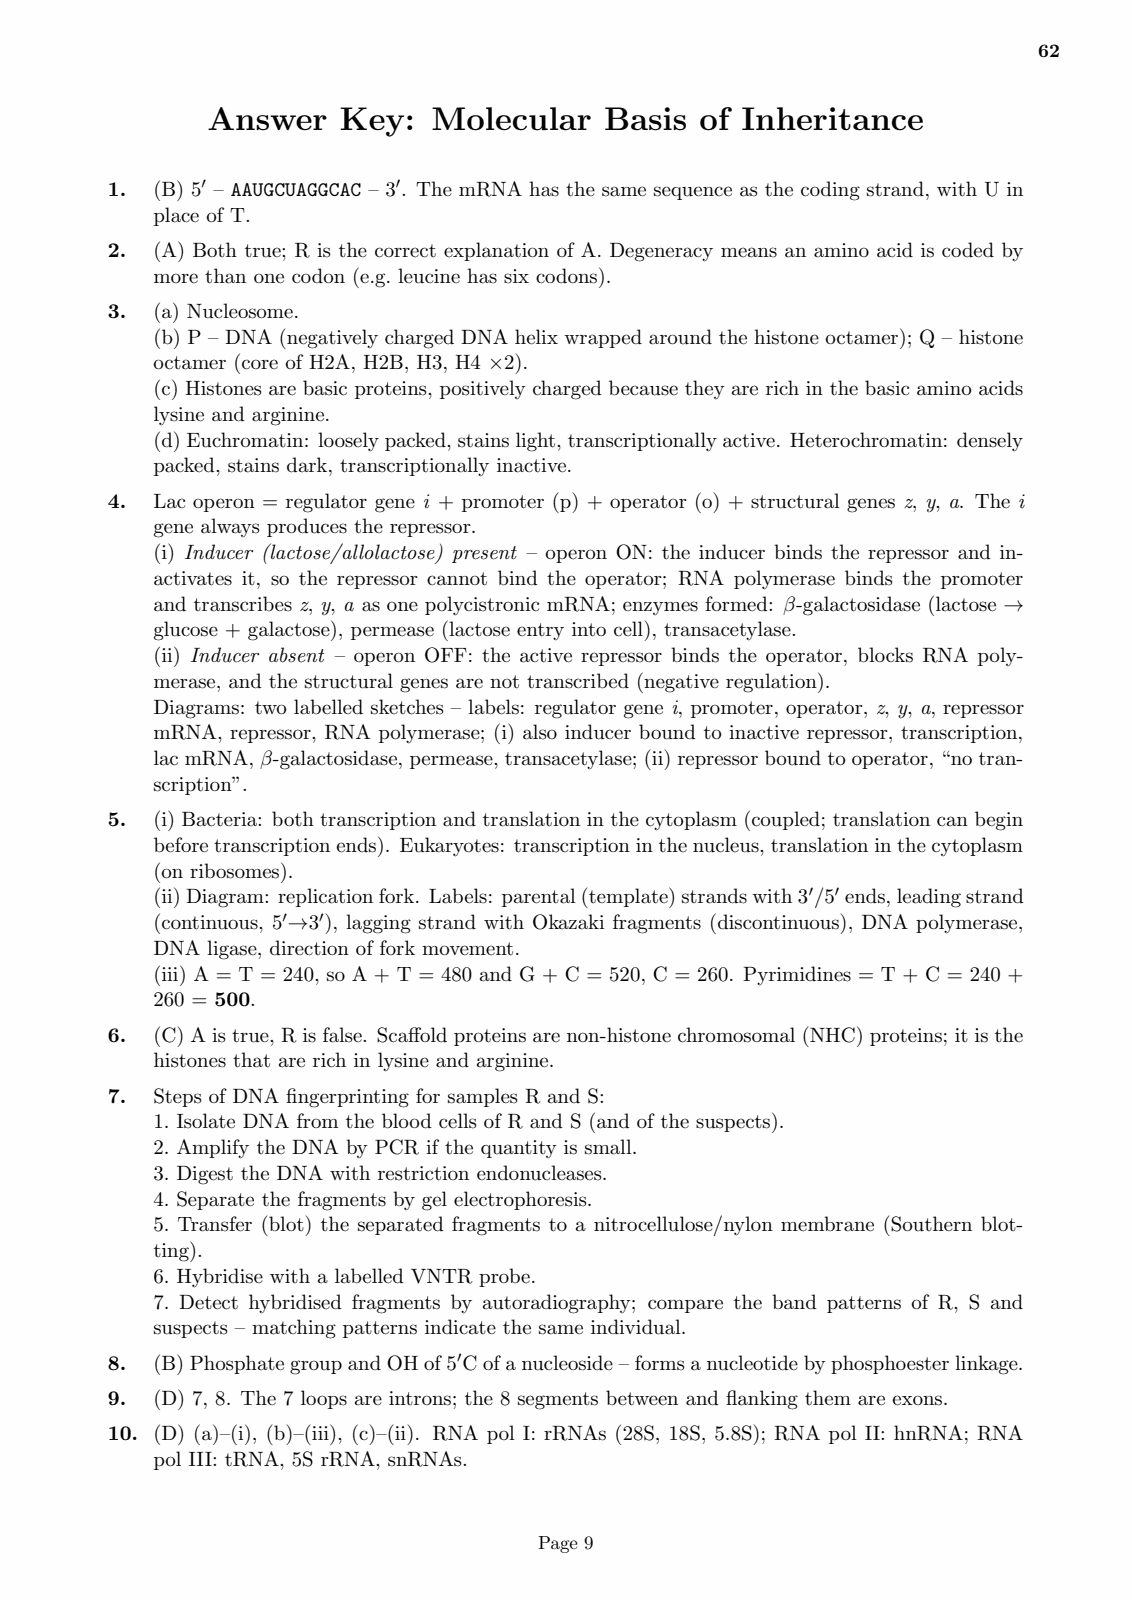 62
Answer Key: Molecular Basis of Inheritance
1. (B) 5′ – AAUGCUAGGCAC – 3′. The mRNA has the same sequence as the coding strand, with U in
place of T.
2. (A) Both true; R is the correct explanation of A. Degeneracy means an amino acid is coded by
more than one codon (e.g. leucine has six codons).
3. (a) Nucleosome.
(b) P – DNA (negatively charged DNA helix wrapped around the histone octamer); Q – histone
octamer (core of H2A, H2B, H3, H4 ×2).
(c) Histones are basic proteins, positively charged because they are rich in the basic amino acids
lysine and arginine.
(d) Euchromatin: loosely packed, stains light, transcriptionally active. Heterochromatin: densely
packed, stains dark, transcriptionally inactive.
4. Lac operon = regulator gene i + promoter (p) + operator (o) + structural genes z, y, a. The i
gene always produces the repressor.
(i) Inducer (lactose/allolactose) present – operon ON: the inducer binds the repressor and in-
activates it, so the repressor cannot bind the operator; RNA polymerase binds the promoter
and transcribes z, y, a as one polycistronic mRNA; enzymes formed: β-galactosidase (lactose →
glucose + galactose), permease (lactose entry into cell), transacetylase.
(ii) Inducer absent – operon OFF: the active repressor binds the operator, blocks RNA poly-
merase, and the structural genes are not transcribed (negative regulation).
Diagrams: two labelled sketches – labels: regulator gene i, promoter, operator, z, y, a, repressor
mRNA, repressor, RNA polymerase; (i) also inducer bound to inactive repressor, transcription,
lac mRNA, β-galactosidase, permease, transacetylase; (ii) repressor bound to operator, “no tran-
scription”.
5. (i) Bacteria: both transcription and translation in the cytoplasm (coupled; translation can begin
before transcription ends). Eukaryotes: transcription in the nucleus, translation in the cytoplasm
(on ribosomes).
(ii) Diagram: replication fork. Labels: parental (template) strands with 3′/5′ ends, leading strand
(continuous, 5′→3′), lagging strand with Okazaki fragments (discontinuous), DNA polymerase,
DNA ligase, direction of fork movement.
(iii) A = T = 240, so A + T = 480 and G + C = 520, C = 260. Pyrimidines = T + C = 240 +
260 = 500.
6. (C) A is true, R is false. Scaffold proteins are non-histone chromosomal (NHC) proteins; it is the
histones that are rich in lysine and arginine.
7. Steps of DNA fingerprinting for samples R and S:
1. Isolate DNA from the blood cells of R and S (and of the suspects).
2. Amplify the DNA by PCR if the quantity is small.
3. Digest the DNA with restriction endonucleases.
4. Separate the fragments by gel electrophoresis.
5. Transfer (blot) the separated fragments to a nitrocellulose/nylon membrane (Southern blot-
ting).
6. Hybridise with a labelled VNTR probe.
7. Detect hybridised fragments by autoradiography; compare the band patterns of R, S and
suspects – matching patterns indicate the same individual.
8. (B) Phosphate group and OH of 5′C of a nucleoside – forms a nucleotide by phosphoester linkage.
9. (D) 7, 8. The 7 loops are introns; the 8 segments between and flanking them are exons.
10. (D) (a)–(i), (b)–(iii), (c)–(ii). RNA pol I: rRNAs (28S, 18S, 5.8S); RNA pol II: hnRNA; RNA
pol III: tRNA, 5S rRNA, snRNAs.
Page 9